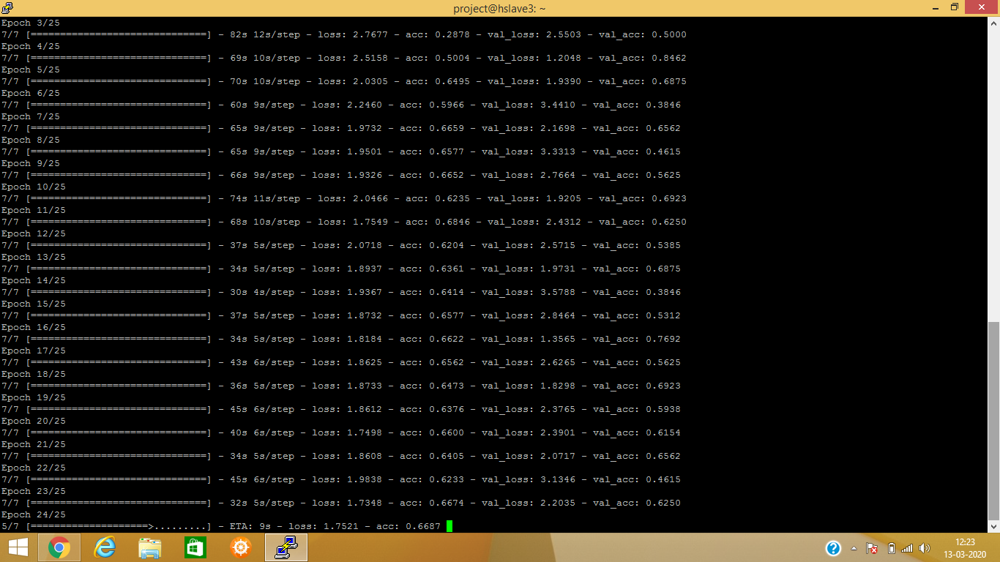 project@hslave3: ~
Epoch 3/25
7/7 [==============================] - 82s 12s/step - loss: 2.7677 - acc: 0.2878 - val_loss: 2.5503 - val_acc: 0.5000
Epoch 4/25
7/7 [==============================] - 69s 10s/step - loss: 2.5158 - acc: 0.5004 - val_loss: 1.2048 - val_acc: 0.8462
Epoch 5/25
7/7 [==============================] - 70s 10s/step - loss: 2.0305 - acc: 0.6495 - val_loss: 1.9390 - val_acc: 0.6875
Epoch 6/25
7/7 [==============================] - 60s 9s/step - loss: 2.2460 - acc: 0.5966 - val_loss: 3.4410 - val_acc: 0.3846
Epoch 7/25
7/7 [==============================] - 65s 9s/step - loss: 1.9732 - acc: 0.6659 - val_loss: 2.1698 - val_acc: 0.6562
Epoch 8/25
7/7 [==============================] - 65s 9s/step - loss: 1.9501 - acc: 0.6577 - val_loss: 3.3313 - val_acc: 0.4615
Epoch 9/25
7/7 [==============================] - 66s 9s/step - loss: 1.9326 - acc: 0.6652 - val_loss: 2.7664 - val_acc: 0.5625
Epoch 10/25
7/7 [==============================] - 74s 11s/step - loss: 2.0466 - acc: 0.6235 - val_loss: 1.9205 - val_acc: 0.6923
Epoch 11/25
7/7 [==============================] - 68s 10s/step - loss: 1.7549 - acc: 0.6846 - val_loss: 2.4312 - val_acc: 0.6250
Epoch 12/25
7/7 [==============================] - 37s 5s/step - loss: 2.0718 - acc: 0.6204 - val_loss: 2.5715 - val_acc: 0.5385
Epoch 13/25
7/7 [==============================] - 34s 5s/step - loss: 1.8937 - acc: 0.6361 - val_loss: 1.9731 - val_acc: 0.6875
Epoch 14/25
7/7 [==============================] - 30s 4s/step - loss: 1.9367 - acc: 0.6414 - val_loss: 3.5788 - val_acc: 0.3846
Epoch 15/25
7/7 [==============================] - 37s 5s/step - loss: 1.8732 - acc: 0.6577 - val_loss: 2.8464 - val_acc: 0.5312
Epoch 16/25
7/7 [==============================] - 34s 5s/step - loss: 1.8184 - acc: 0.6622 - val_loss: 1.3565 - val_acc: 0.7692
Epoch 17/25
7/7 [==============================] - 43s 6s/step - loss: 1.8625 - acc: 0.6562 - val_loss: 2.6265 - val_acc: 0.5625
Epoch 18/25
7/7 [==============================] - 36s 5s/step - loss: 1.8733 - acc: 0.6473 - val_loss: 1.8298 - val_acc: 0.6923
Epoch 19/25
7/7 [==============================] - 45s 6s/step - loss: 1.8612 - acc: 0.6376 - val_loss: 2.3765 - val_acc: 0.5938
Epoch 20/25
7/7 [==============================] - 40s 6s/step - loss: 1.7498 - acc: 0.6600 - val_loss: 2.3901 - val_acc: 0.6154
Epoch 21/25
7/7 [==============================] - 34s 5s/step - loss: 1.8608 - acc: 0.6405 - val_loss: 2.0717 - val_acc: 0.6562
Epoch 22/25
7/7 [==============================] - 45s 6s/step - loss: 1.9838 - acc: 0.6233 - val_loss: 3.1346 - val_acc: 0.4615
Epoch 23/25
7/7 [==============================] - 32s 5s/step - loss: 1.7348 - acc: 0.6674 - val_loss: 2.2035 - val_acc: 0.6250
Epoch 24/25
5/7 [====================>.........] - ETA: 9s - loss: 1.7521 - acc: 0.6687
12:23
13-03-2020